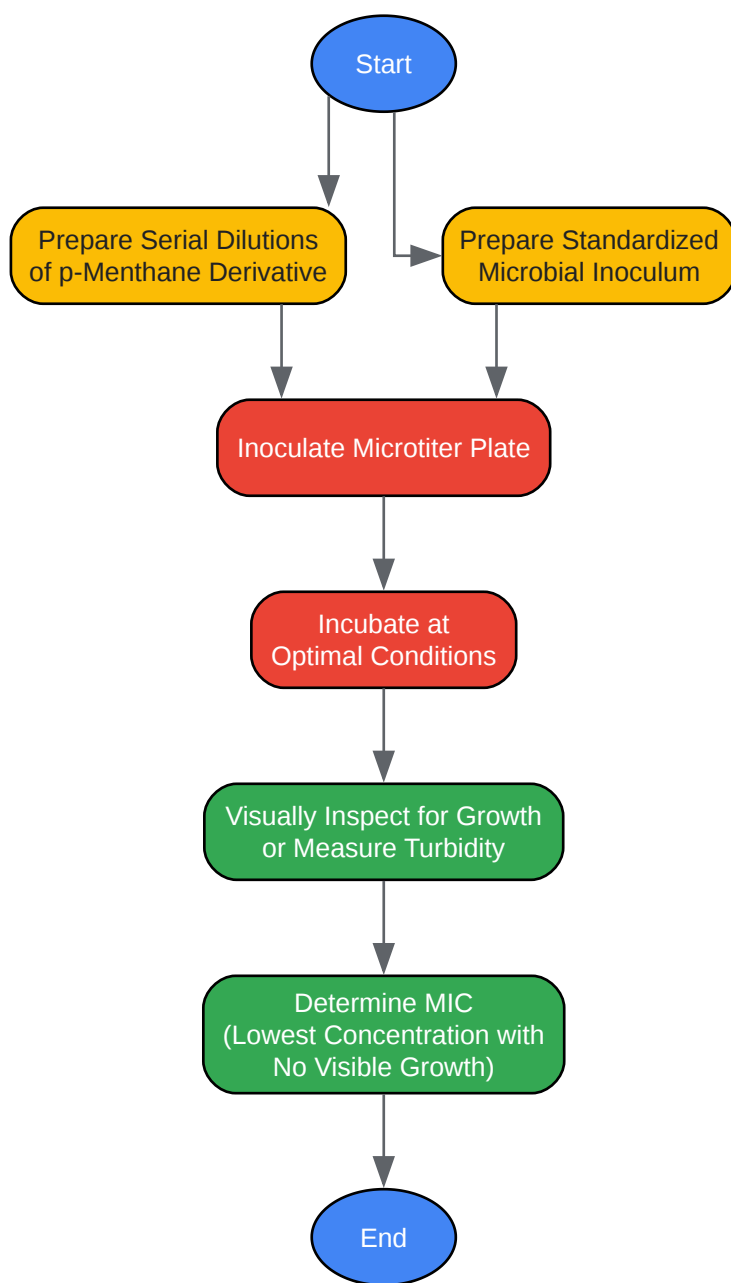 Start
Prepare Serial Dilutions
of p-Menthane Derivative
Prepare Standardized
Microbial Inoculum
Inoculate Microtiter Plate
Incubate at
Optimal Conditions
Visually Inspect for Growth
or Measure Turbidity
Determine MIC
(Lowest Concentration with
No Visible Growth)
End